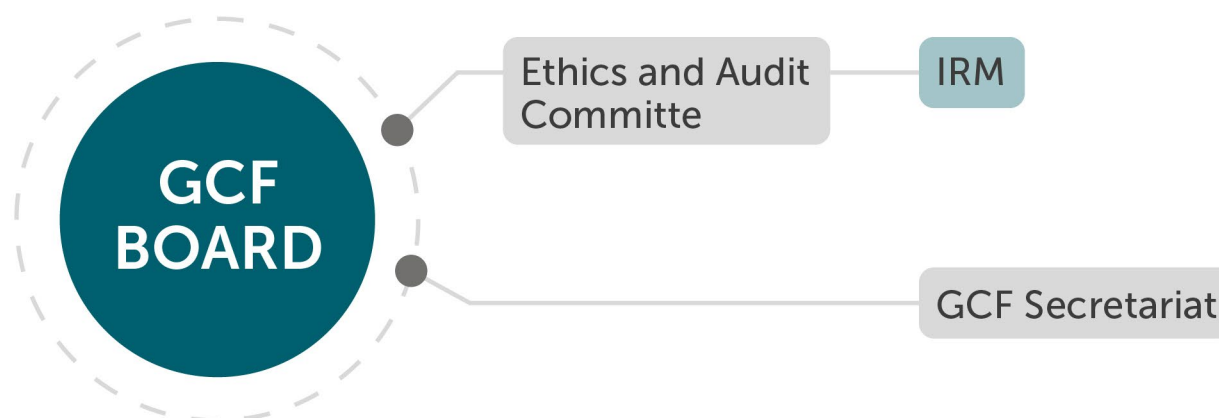 GCF
BOARD
Ethics and Audit
Committe
IRM
GCF Secretariat